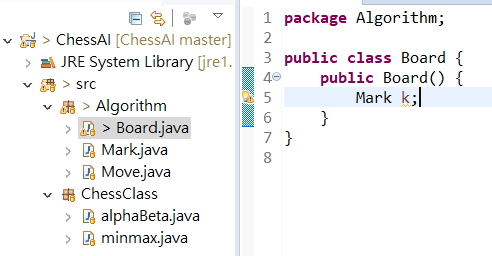 > ChessAI [ChessAI master]
JRE System Library [jre1.
> src
> Algorithm
> Board.java
Mark.java
Move.java
ChessClass
alphaBeta.java
minmax.java
1 package Algorithm;
2
3 public class Board {
4 public Board() {
5 Mark k;
6 }
7 }
8